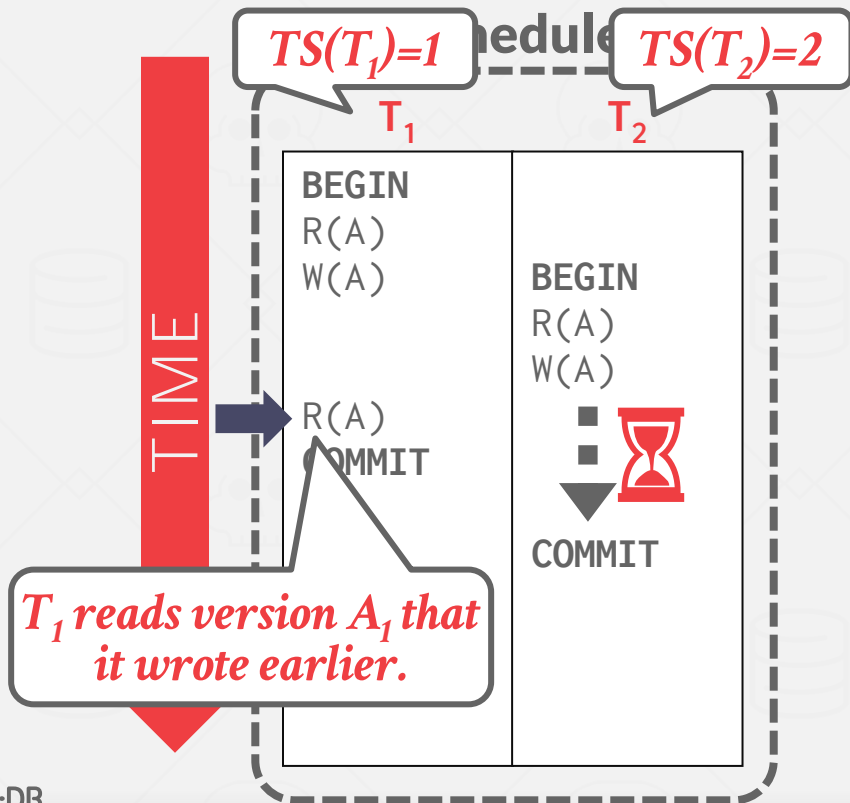 TS(T₁)=1
hedule
TS(T₂)=2
T₁
T₂
BEGIN
R(A)
W(A)
BEGIN
R(A)
W(A)
R(A)
COMMIT
COMMIT
TIME
T₁ reads version A₁ that
it wrote earlier.
·DB